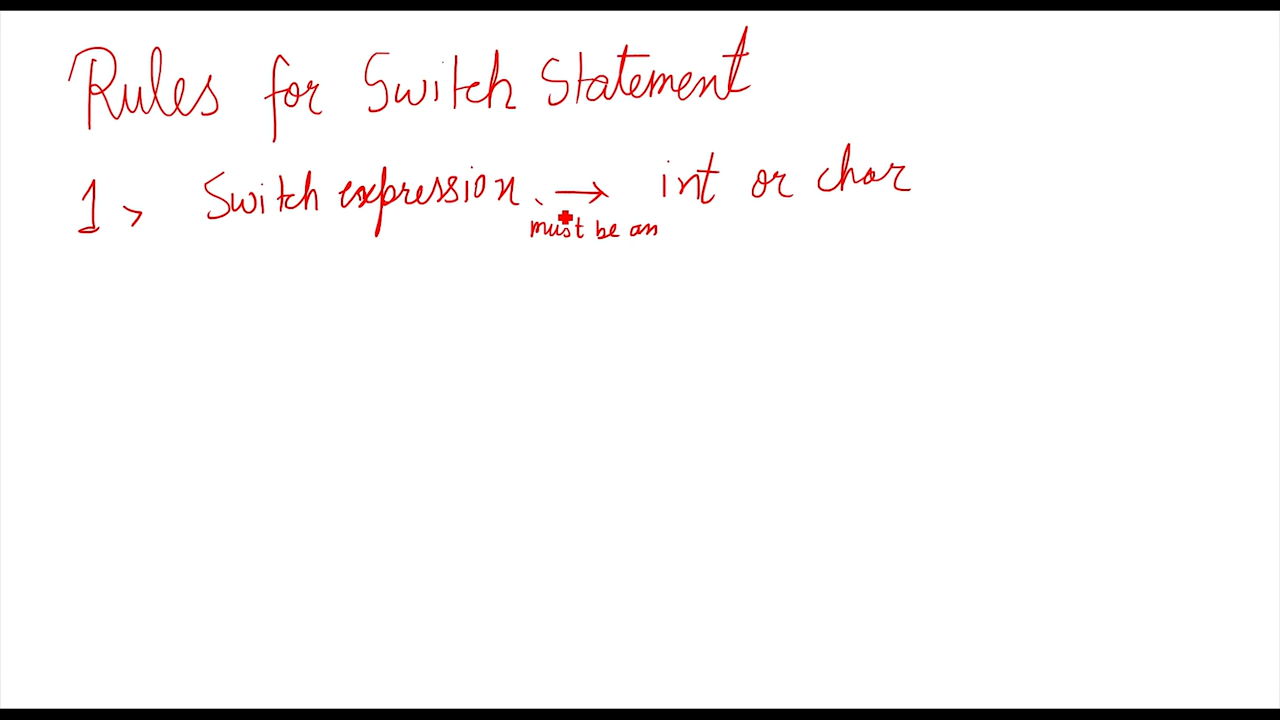 Rules for Switch Statement
1> Switch expression. → int or char
must be an